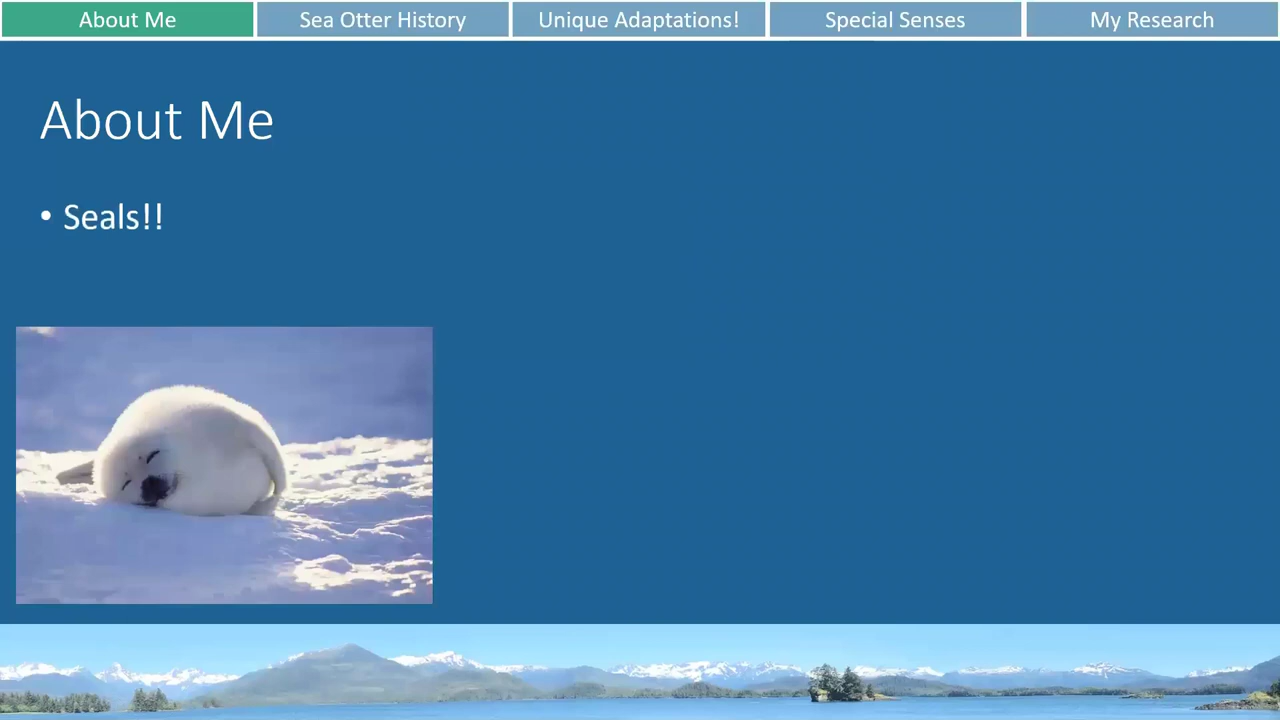 About Me
Sea Otter History
Unique Adaptations!
Special Senses
My Research
About Me
• Seals!!